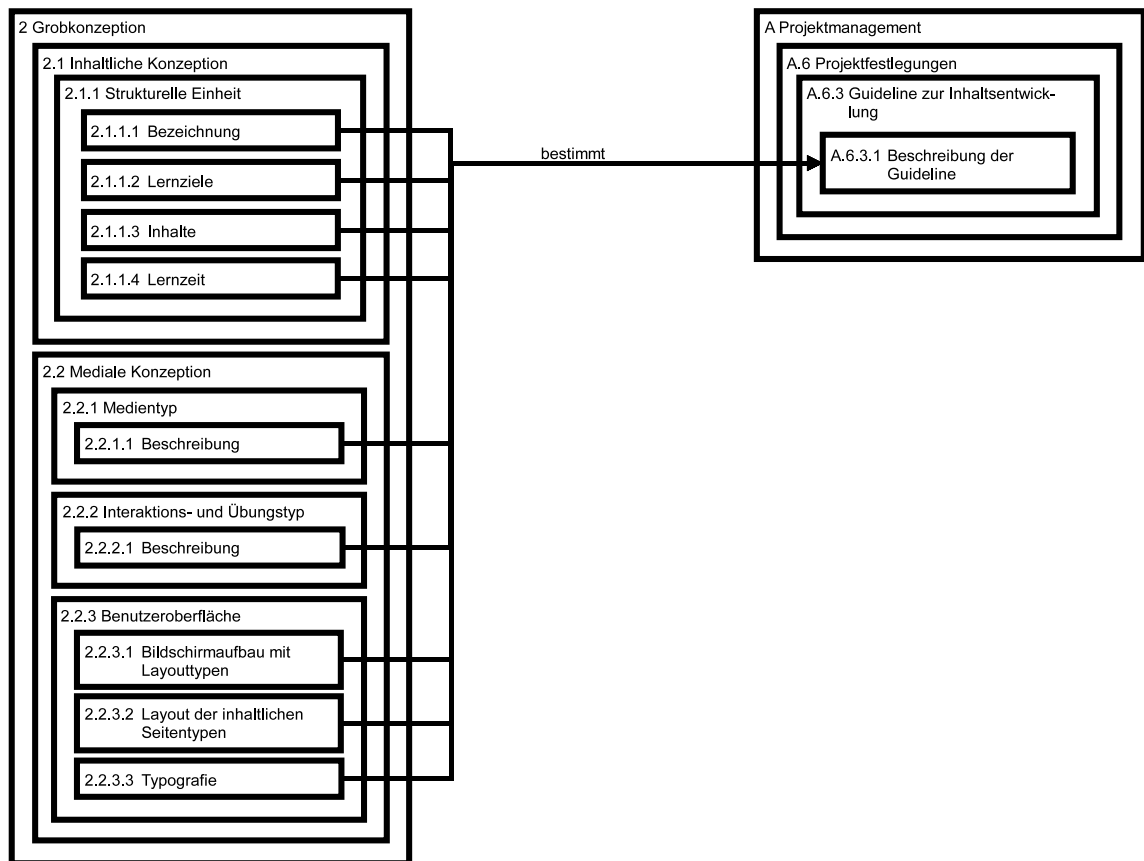 2 Grobkonzeption
2.1 Inhaltliche Konzeption
2.1.1 Strukturelle Einheit
2.1.1.1 Bezeichnung
2.1.1.2 Lernziele
2.1.1.3 Inhalte
2.1.1.4 Lernzeit
2.2 Mediale Konzeption
2.2.1 Medientyp
2.2.1.1 Beschreibung
2.2.2 Interaktions- und Übungstyp
2.2.2.1 Beschreibung
2.2.3 Benutzeroberfläche
2.2.3.1 Bildschirmaufbau mit
Layouttypen
2.2.3.2 Layout der inhaltlichen
Seitentypen
2.2.3.3 Typografie
bestimmt
A Projektmanagement
A.6 Projektfestlegungen
A.6.3 Guideline zur Inhaltsentwick-
lung
A.6.3.1 Beschreibung der
Guideline